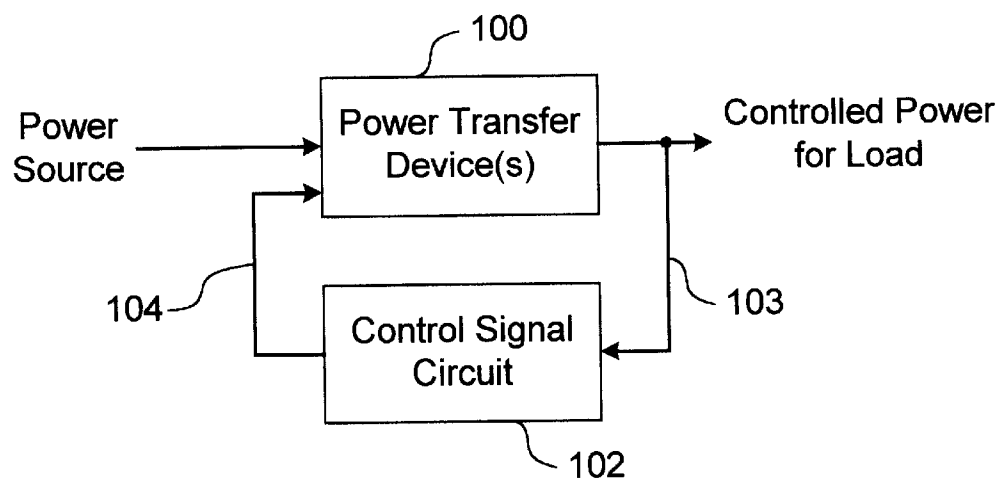 100
Power
Source
Power Transfer
Device(s)
Controlled Power
for Load
104
103
Control Signal
Circuit
102